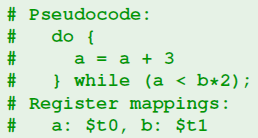 # Pseudocode:
#   do {
#     a = a + 3
#   } while (a < b*2);
# Register mappings:
#   a: $t0, b: $t1